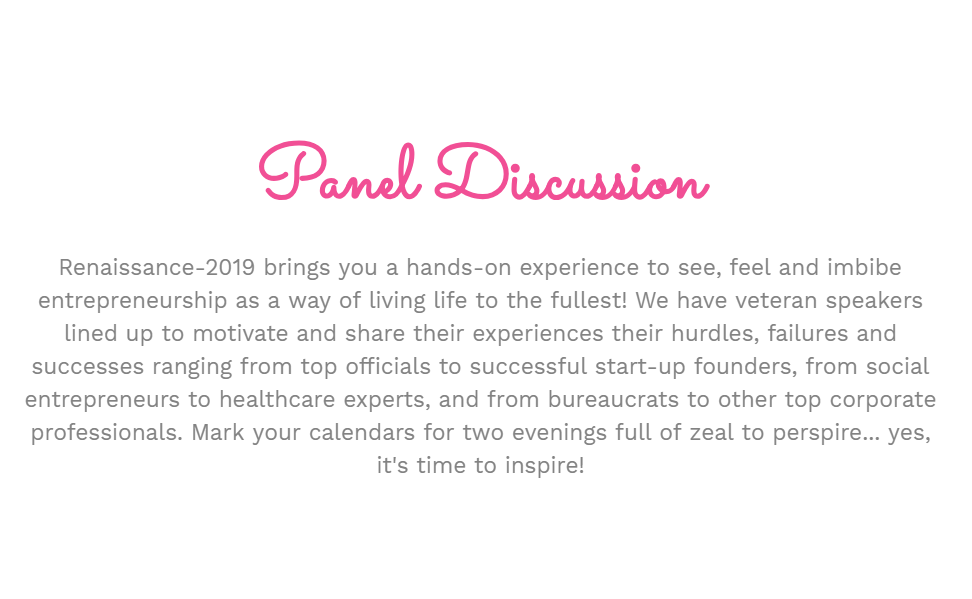 Panel Discussion
Renaissance-2019 brings you a hands-on experience to see, feel and imbibe
entrepreneurship as a way of living life to the fullest! We have veteran speakers
lined up to motivate and share their experiences their hurdles, failures and
successes ranging from top officials to successful start-up founders, from social
entrepreneurs to healthcare experts, and from bureaucrats to other top corporate
professionals. Mark your calendars for two evenings full of zeal to perspire... yes,
it's time to inspire!